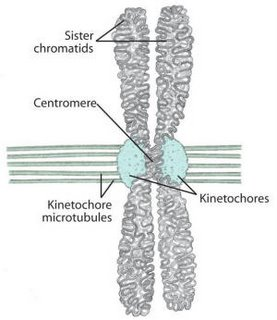 Sister
chromatids
Centromere
Kinetochore
microtubules
Kinetochores